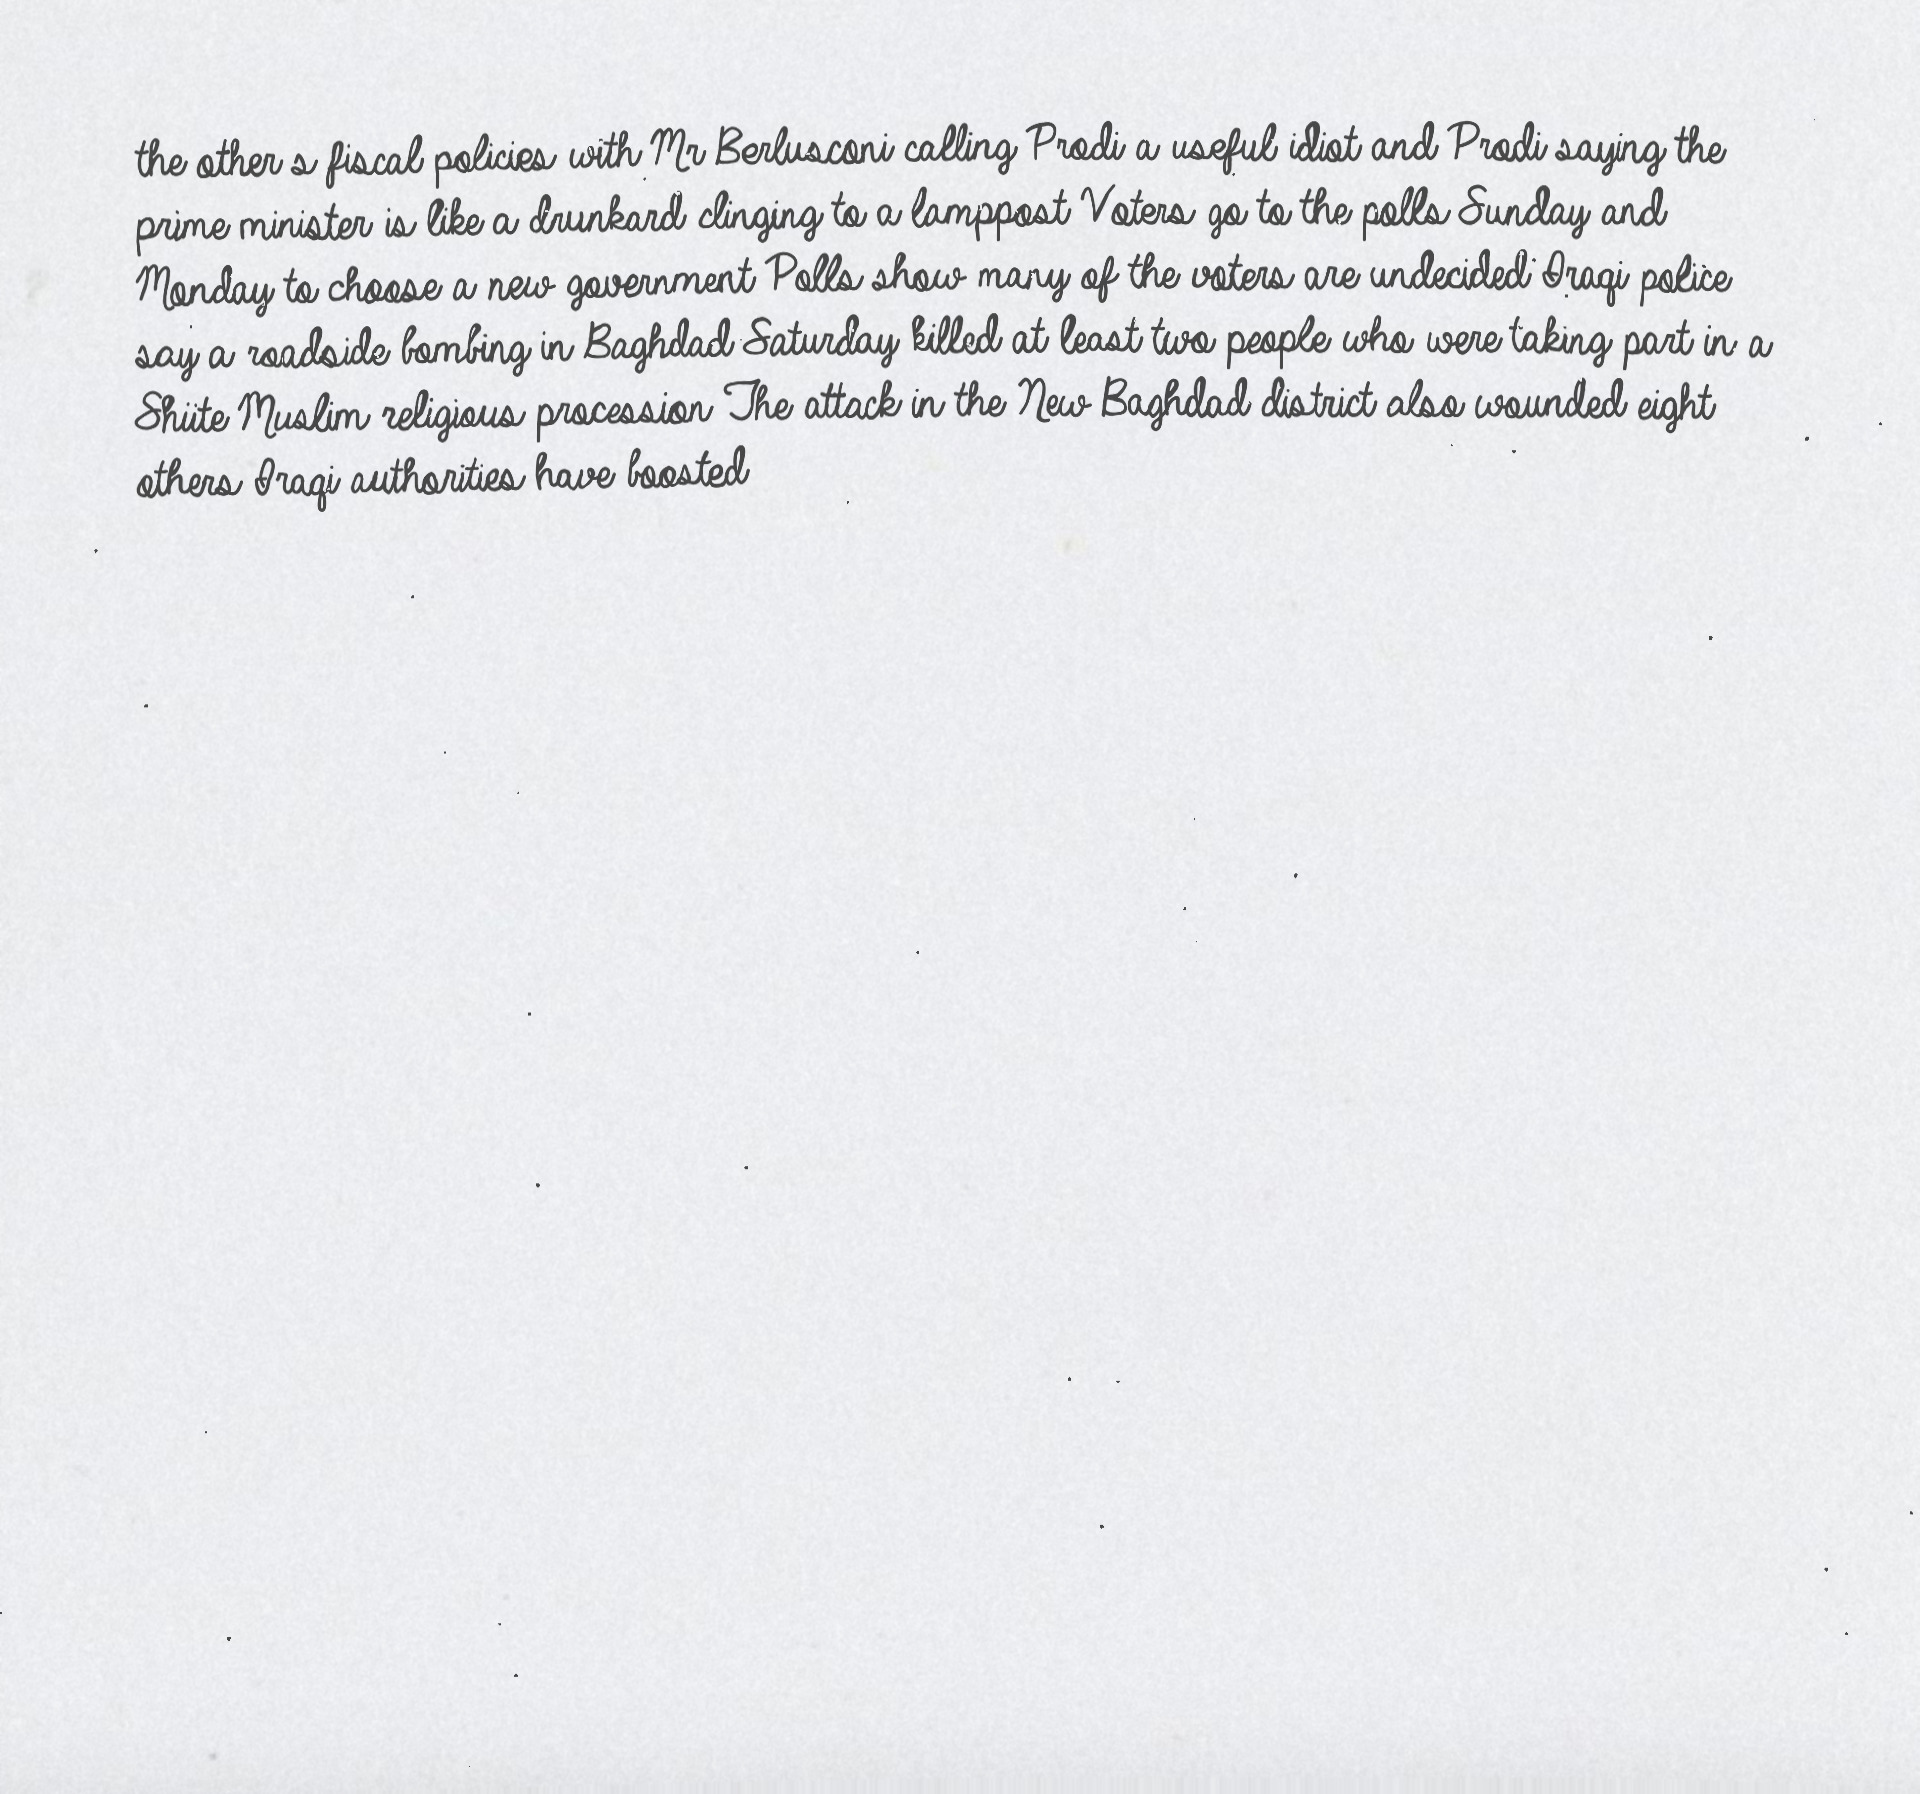 the other s fiscal policies with Mr Berlusconi calling Prodi a useful idiot and Prodi saying the
prime minister is like a drunkard clinging to a lamppost Voters go to the polls Sunday and
Monday to choose a new government Polls show many of the voters are undecided Iraqi police
say a roadside bombing in Baghdad Saturday killed at least two people who were taking part in a
Shiite Muslim religious procession The attack in the New Baghdad district also wounded eight
others Iraqi authorities have boosted